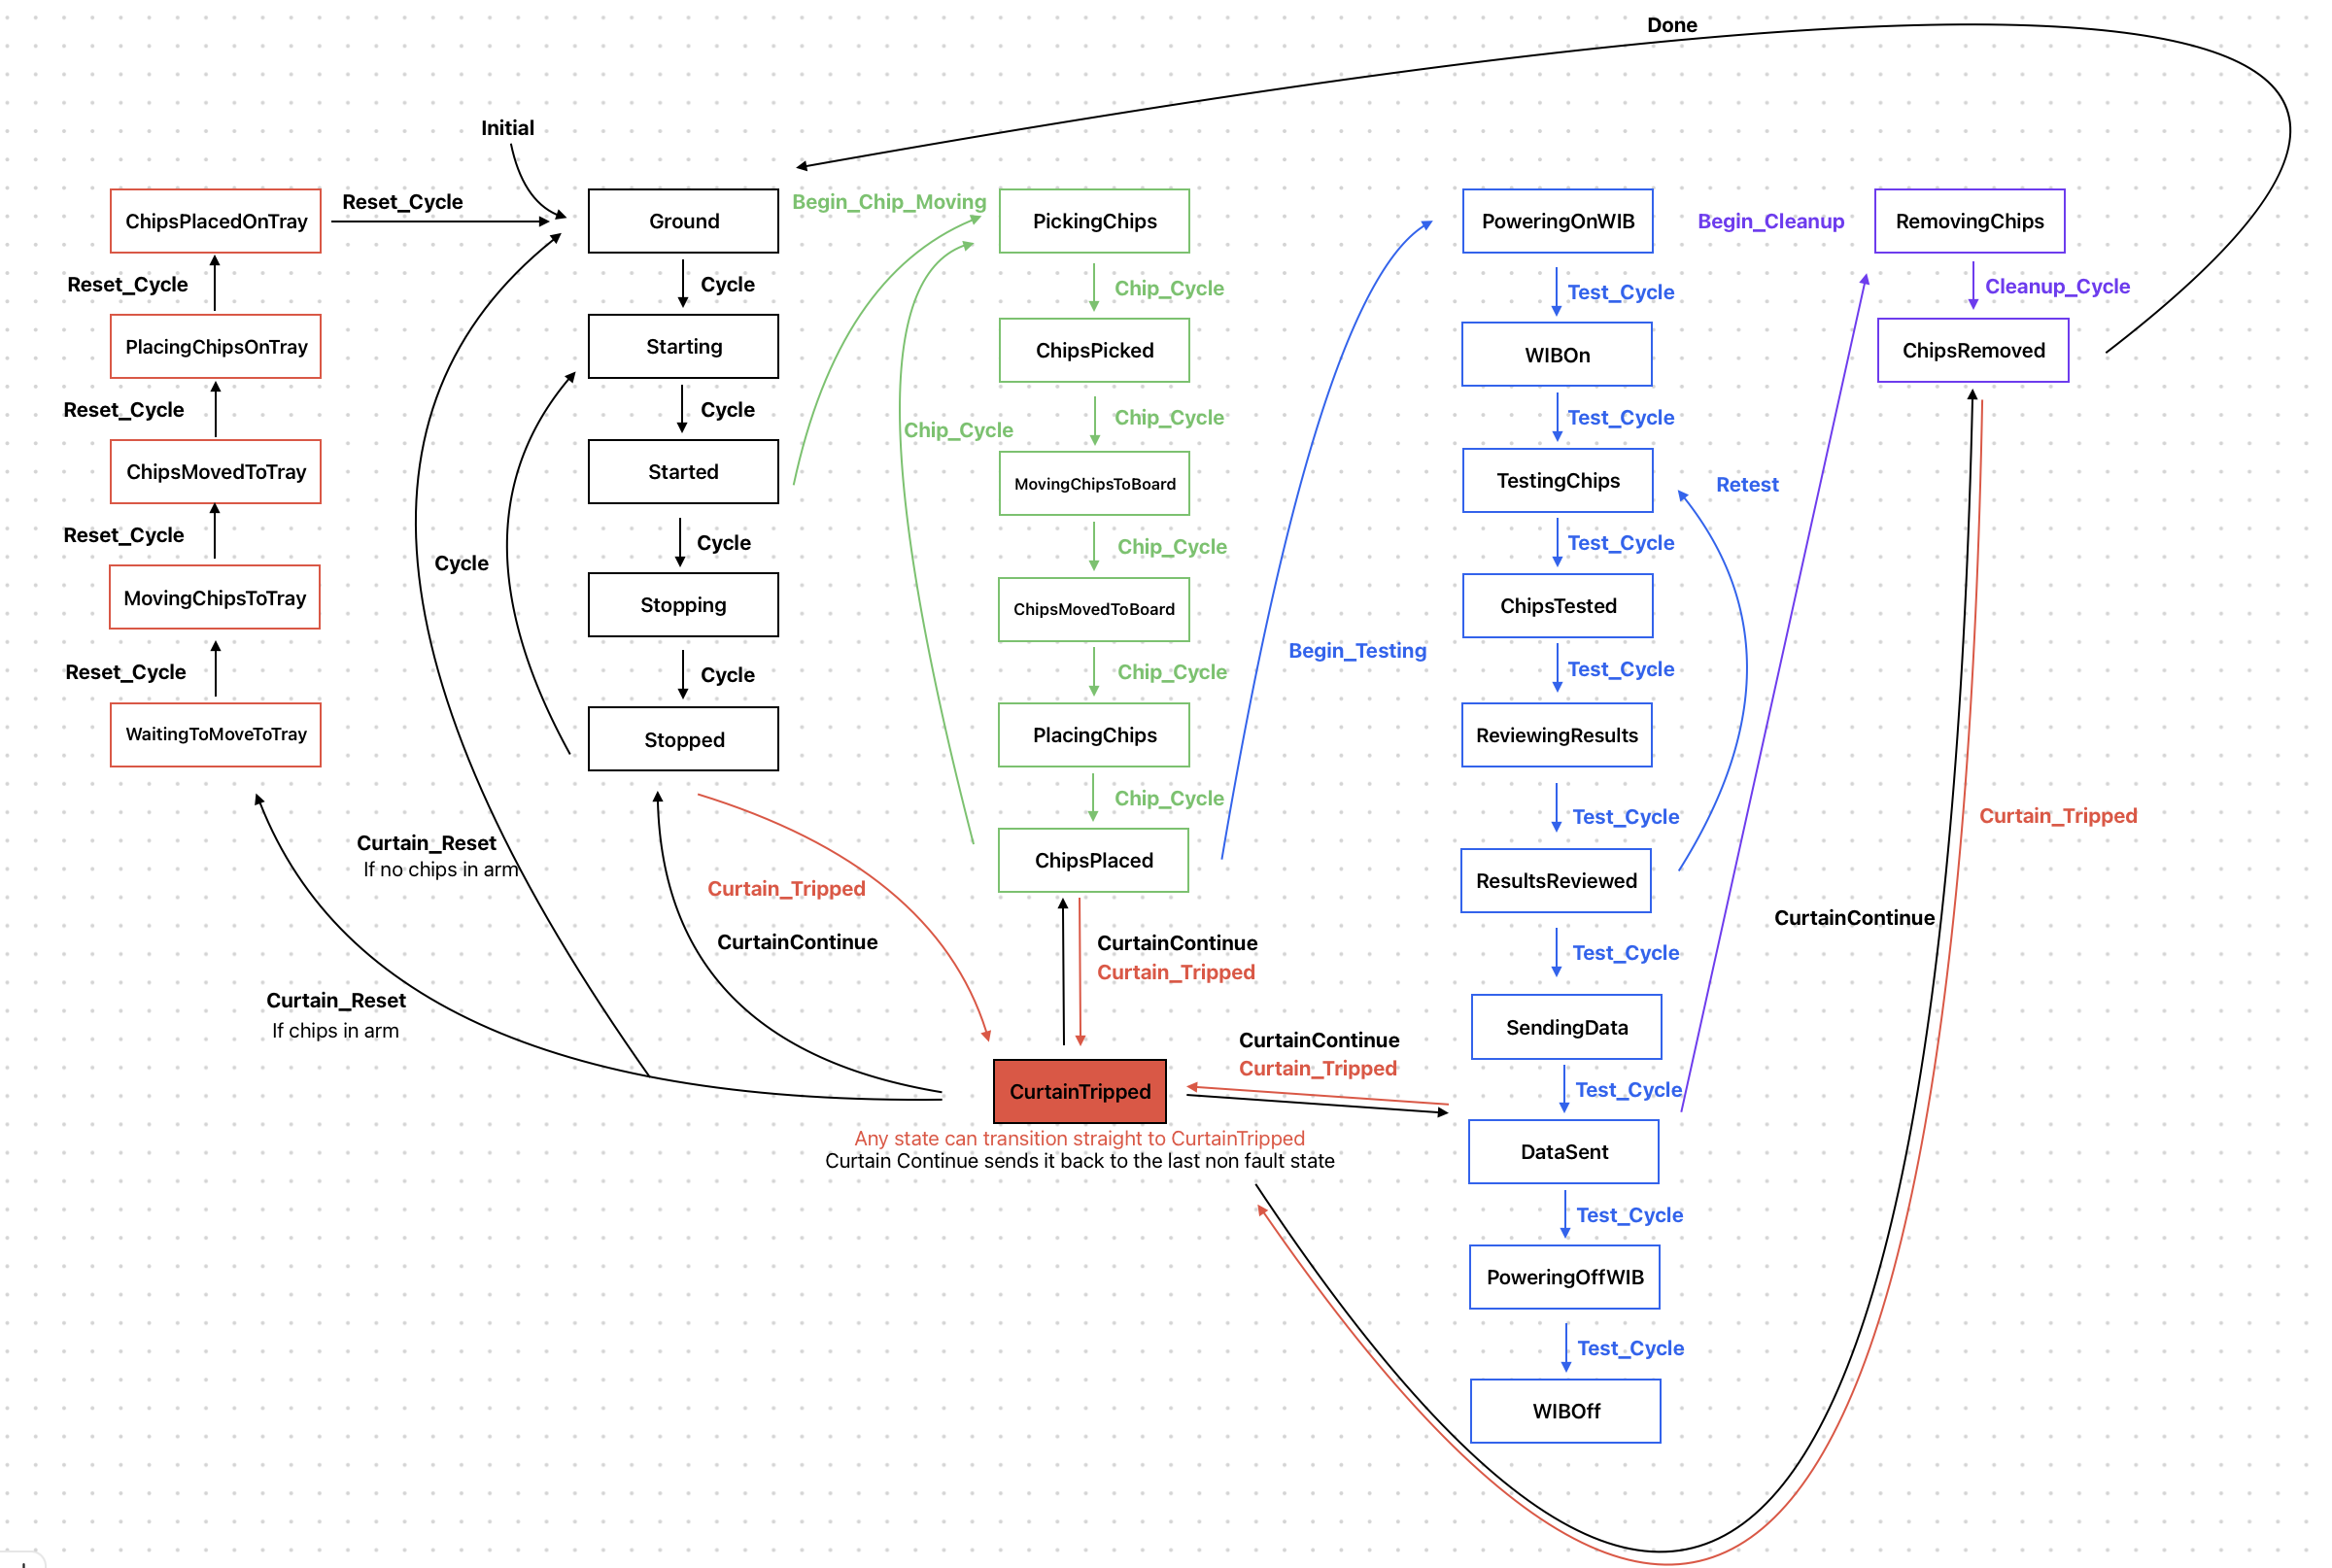 Done
Initial
ChipsPlacedOnTray
Reset_Cycle
Ground
Begin_Chip_Moving
PickingChips
PoweringOnWIB
Begin_Cleanup
RemovingChips
Reset_Cycle
Cycle
Chip_Cycle
Test_Cycle
Cleanup_Cycle
PlacingChipsOnTray
Starting
ChipsPicked
WIBOn
ChipsRemoved
Reset_Cycle
Cycle
Chip_Cycle
Chip_Cycle
Test_Cycle
ChipsMovedToTray
Started
MovingChipsToBoard
TestingChips
Retest
Reset_Cycle
Cycle
Cycle
Chip_Cycle
Test_Cycle
MovingChipsToTray
Stopping
ChipsMovedToBoard
ChipsTested
Begin_Testing
Reset_Cycle
Cycle
Chip_Cycle
Test_Cycle
WaitingToMoveToTray
Stopped
PlacingChips
ReviewingResults
Chip_Cycle
Test_Cycle
Curtain_Tripped
Curtain_Reset
If no chips in arm
ChipsPlaced
ResultsReviewed
Curtain_Tripped
CurtainContinue
CurtainContinue
CurtainContinue
Curtain_Tripped
Test_Cycle
Curtain_Reset
If chips in arm
SendingData
CurtainContinue
Curtain_Tripped
CurtainTripped
Test_Cycle
Any state can transition straight to CurtainTripped
Curtain Continue sends it back to the last non fault state
DataSent
Test_Cycle
PoweringOffWIB
Test_Cycle
WIBOff